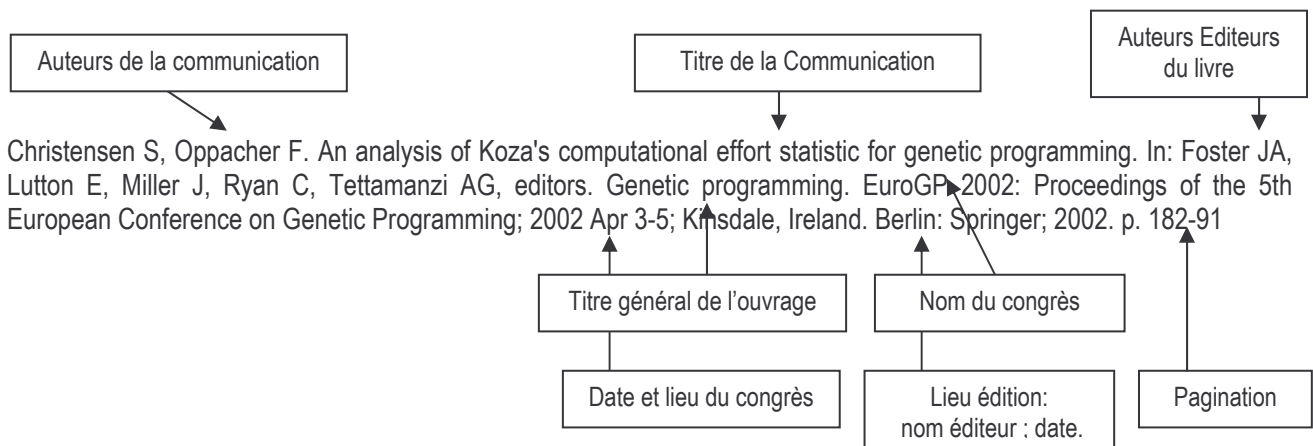 Auteurs de la communication
Titre de la Communication
Auteurs Editeurs
du livre
Christensen S, Oppacher F. An analysis of Koza's computational effort statistic for genetic programming. In: Foster JA,
Lutton E, Miller J, Ryan C, Tettamanzi AG, editors. Genetic programming. EuroGP 2002: Proceedings of the 5th
European Conference on Genetic Programming; 2002 Apr 3-5; Kinsdale, Ireland. Berlin: Springer; 2002. p. 182-91
Titre général de l’ouvrage
Nom du congrès
Date et lieu du congrès
Lieu édition:
nom éditeur ; date.
Pagination